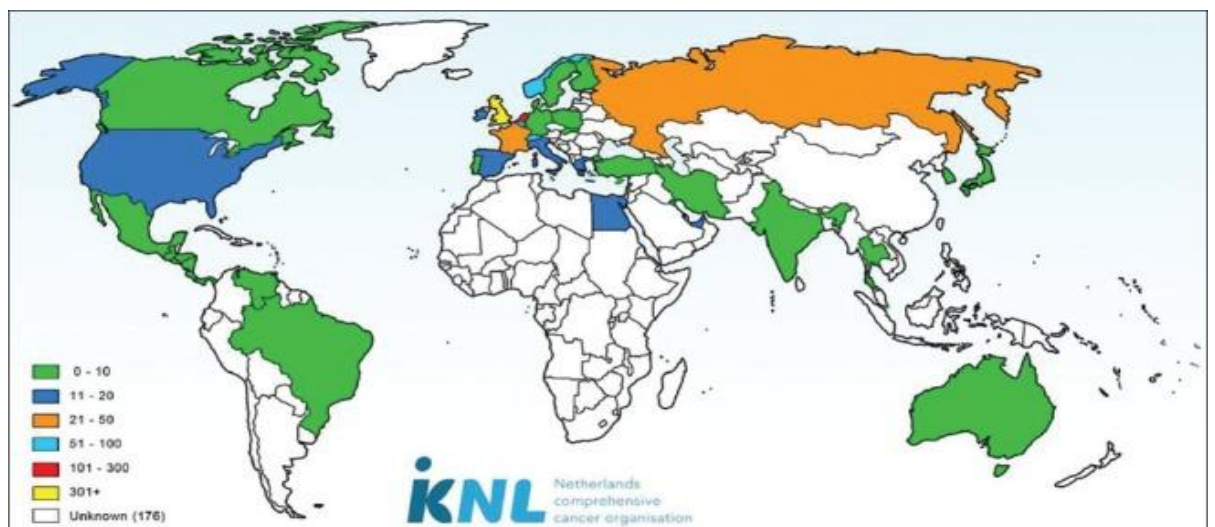 0 - 10
11 - 20
21 - 50
51 - 100
101 - 300
301+
Unknown (176)
iKNL
Netherlands
comprehensive
cancer organisation